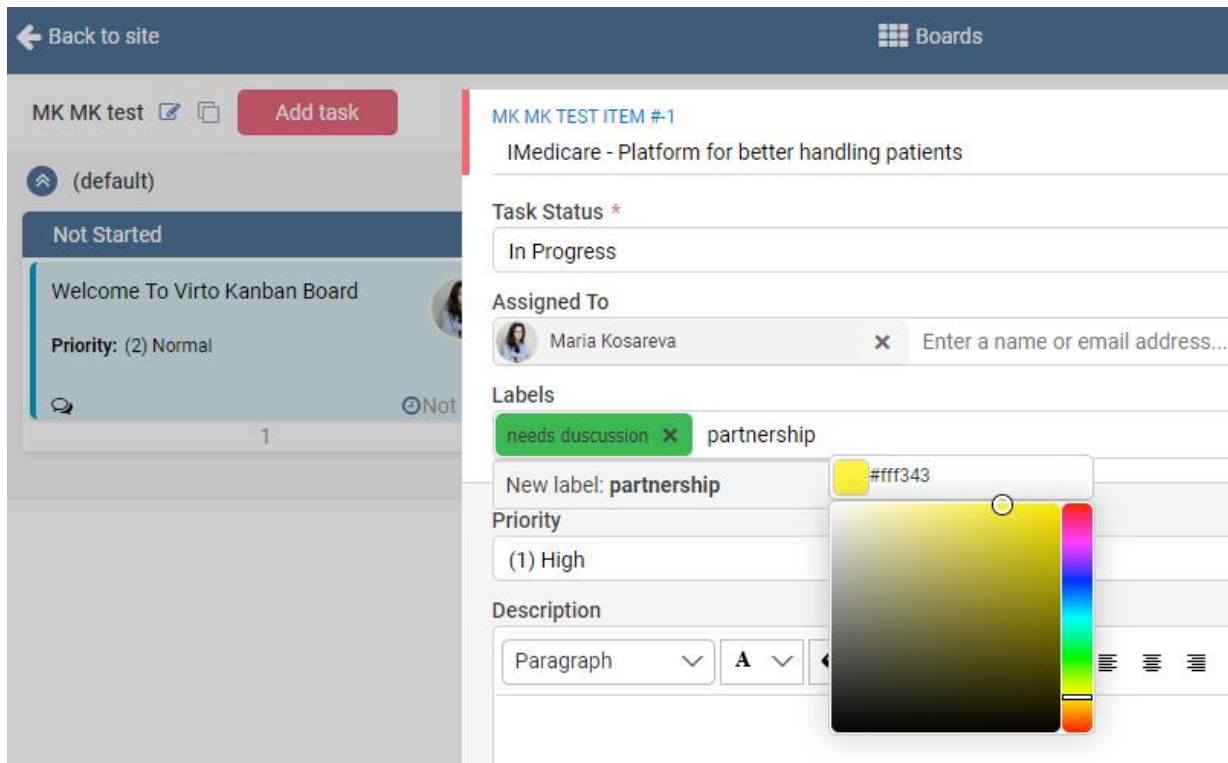 Back to site
Boards
MK MK test
Add task
(default)
Not Started
Welcome To Virto Kanban Board
Priority: (2) Normal
Not
1
MK MK TEST ITEM #-1
IMedicare - Platform for better handling patients
Task Status *
In Progress
Assigned To
Maria Kosareva
Enter a name or email address...
Labels
needs duscussion
partnership
New label: partnership
#fff343
Priority
(1) High
Description
Paragraph
A